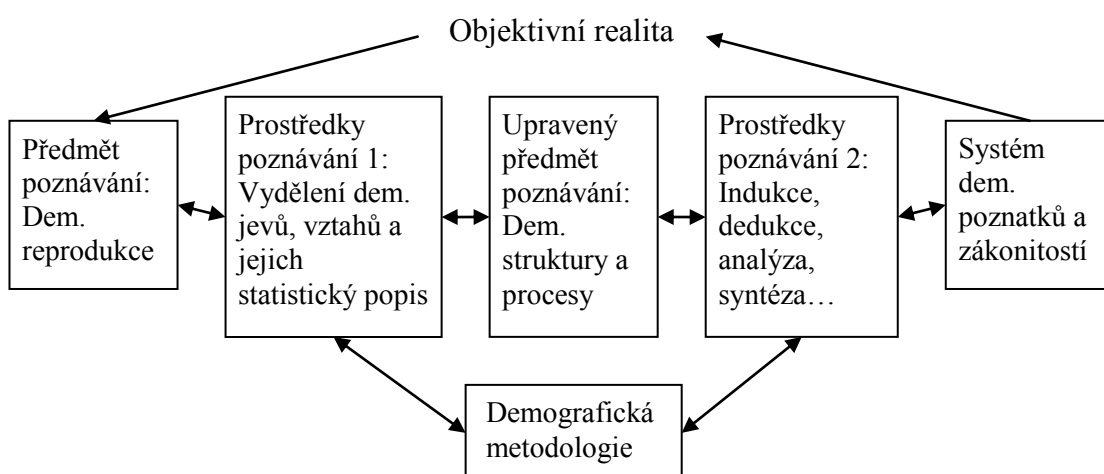 Objektivní realita
Předmět
poznávání:
Dem.
reprodukce
Prostředky
poznávání 1:
Vydělení dem.
jevů, vztahů a
jejich
statistický popis
Upravený
předmět
poznávání:
Dem.
struktury a
procesy
Prostředky
poznávání 2:
Indukce,
dedukce,
analýza,
syntéza…
Systém
dem.
poznatků a
zákonitostí
Demografická
metodologie